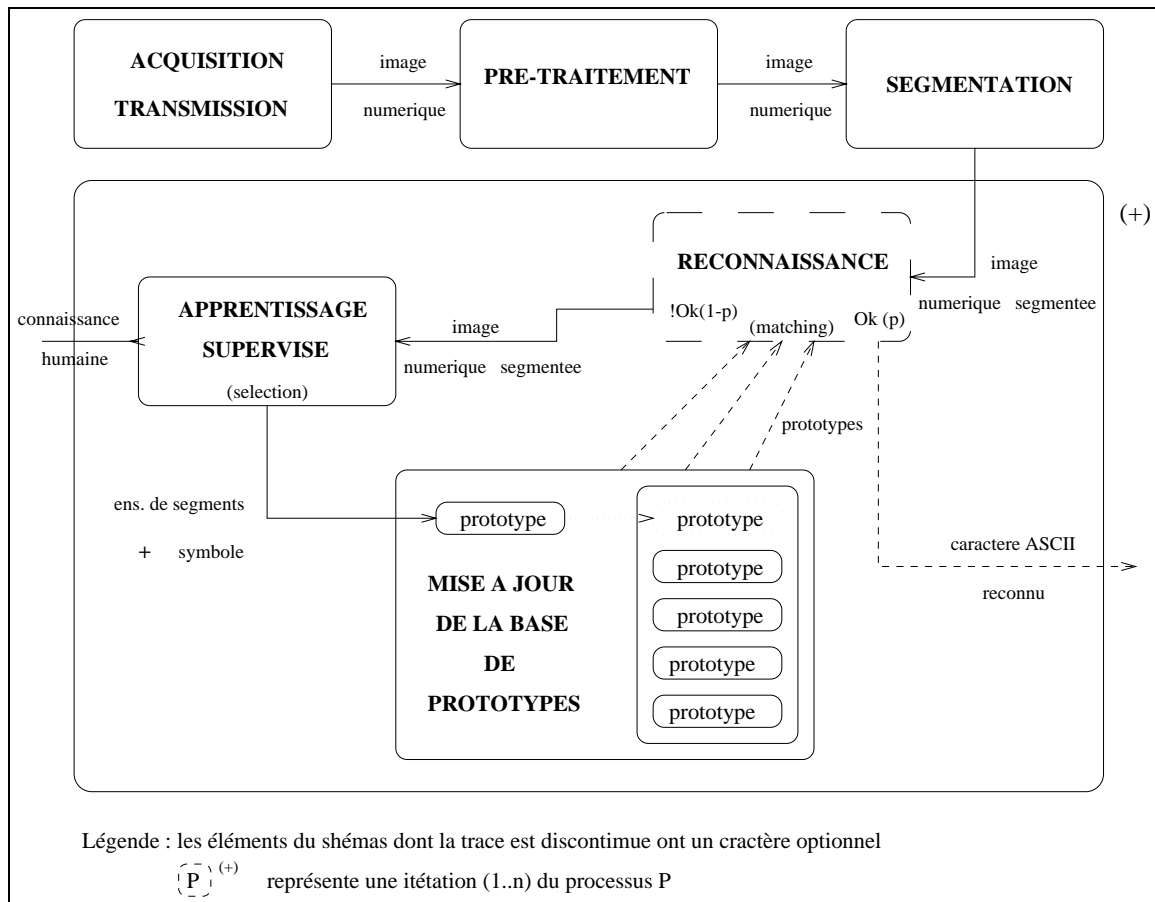 ACQUISITION
TRANSMISSION
image
numerique
PRE-TRAITEMENT
image
numerique
SEGMENTATION
(+)
RECONNAISSANCE
!Ok(1-p)
(matching)
Ok (p)
image
numerique segmentee
connaissance
humaine
APPRENTISSAGE
SUPERVISE
(selection)
image
numerique segmentee
prototypes
ens. de segments
+ symbole
prototype
prototype
prototype
prototype
prototype
prototype
MISE A JOUR
DE LA BASE
DE
PROTOTYPES
caractere ASCII
reconnu
Légende : les éléments du shémas dont la trace est discontimue ont un cractère optionnel
P (+) représente une itétation (1..n) du processus P